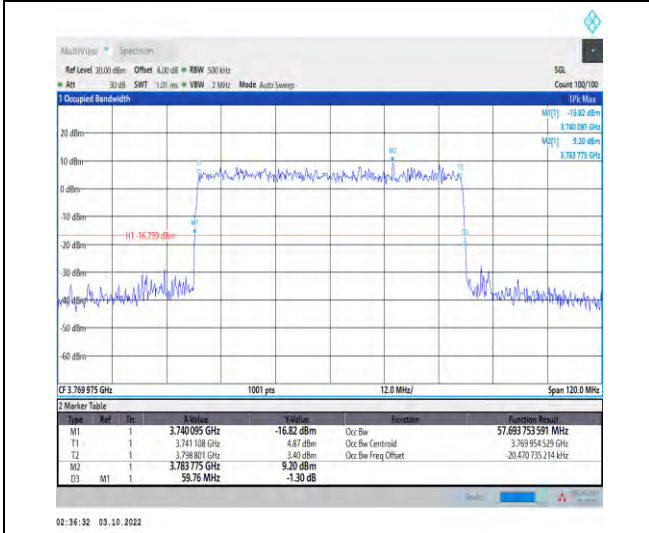 MultiView Spectrum
Ref Level 30.00 dBm Offset 6.00 dB RBW 500 kHz SGL
Att 30 dB SWT 1.01 ms VBW 2 MHz Mode Auto Sweep Count 100/100
1 Occupied Bandwidth 1Pk Max
M1[1] -16.82 dBm
3.740 095 GHz
M2[1] 9.20 dBm
3.783 775 GHz
20 dBm
M2
10 dBm
T1
T2
0 dBm
-10 dBm
M1
H1 -16.799 dBm
D3
-20 dBm
-30 dBm
-40 dBm
-50 dBm
-60 dBm
CF 3.769 975 GHz 1001 pts 12.0 MHz/ Span 120.0 MHz
2 Marker Table
Type Ref Trc X-Value Y-Value Function Function Result
M1 1 3.740 095 GHz -16.82 dBm Occ Bw 57.693 753 591 MHz
T1 1 3.741 108 GHz 4.87 dBm Occ Bw Centroid 3.769 954 529 GHz
T2 1 3.798 801 GHz 3.40 dBm Occ Bw Freq Offset -20.470 735 214 kHz
M2 1 3.783 775 GHz 9.20 dBm
D3 M1 1 59.76 MHz -1.30 dB
02:36:32 03.10.2022